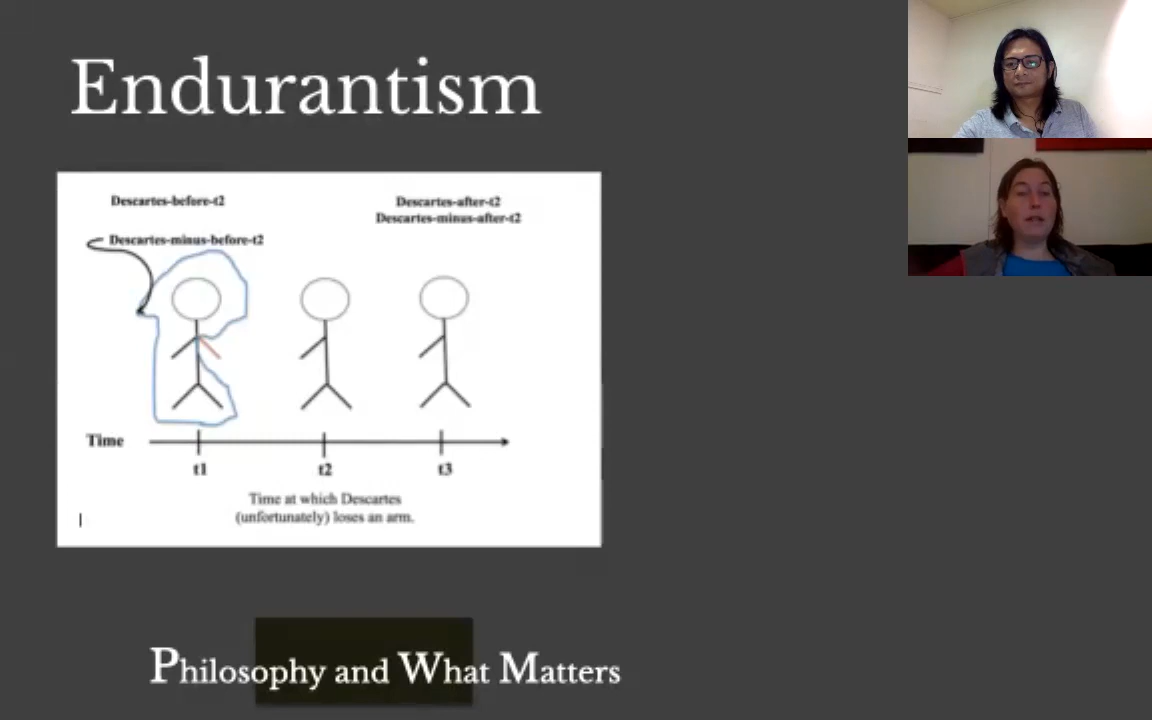 Endurantism
Descartes-before-t2
Descartes-after-t2
Descartes-minus-after-t2
Descartes-minus-before-t2
Time
t1
t2
t3
Time at which Descartes
(unfortunately) loses an arm.
Philosophy and What Matters